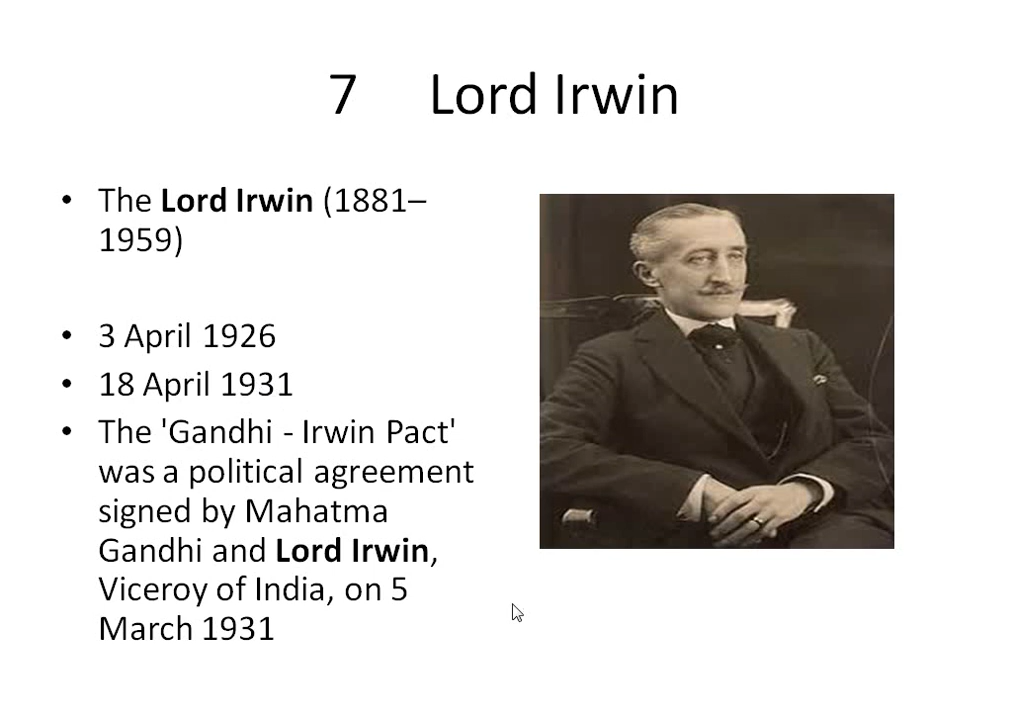 7 Lord Irwin
• The Lord Irwin (1881–
1959)
• 3 April 1926
• 18 April 1931
• The 'Gandhi - Irwin Pact'
was a political agreement
signed by Mahatma
Gandhi and Lord Irwin,
Viceroy of India, on 5
March 1931